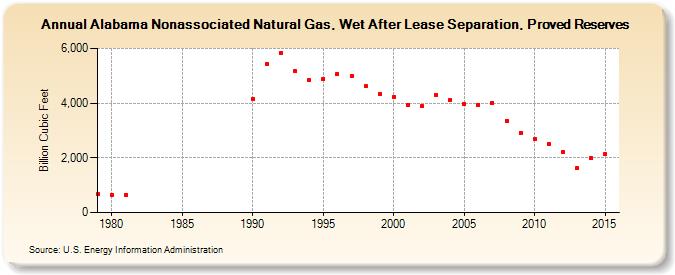 Annual Alabama Nonassociated Natural Gas, Wet After Lease Separation, Proved Reserves
Billion Cubic Feet
6,000
4,000
2,000
0
1980 1985 1990 1995 2000 2005 2010 2015
Source: U.S. Energy Information Administration